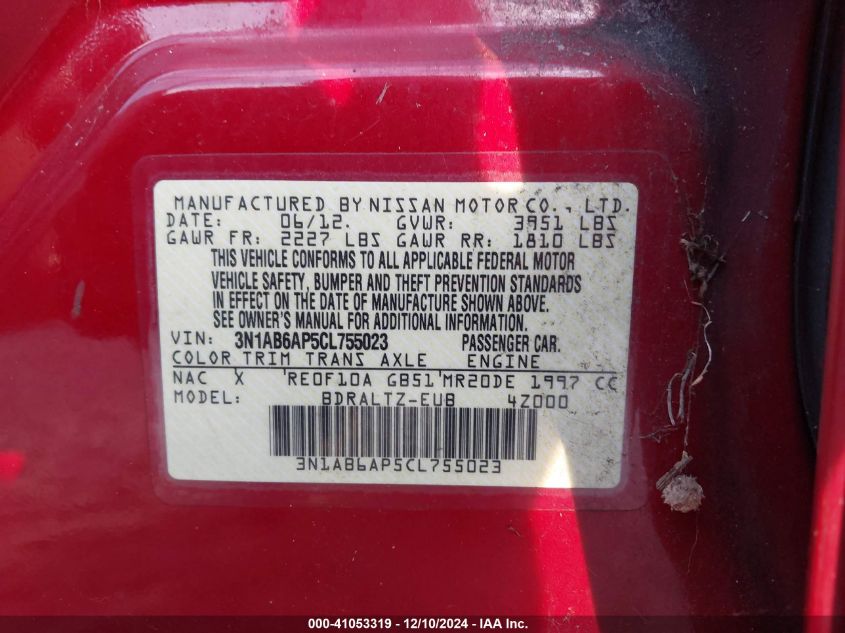 MANUFACTURED BY NISSAN MOTOR CO., LTD.
DATE: 06/12. GVWR: 3951 LBS
GAWR FR: 2227 LBS GAWR RR: 1810 LBS
THIS VEHICLE CONFORMS TO ALL APPLICABLE FEDERAL MOTOR
VEHICLE SAFETY, BUMPER AND THEFT PREVENTION STANDARDS
IN EFFECT ON THE DATE OF MANUFACTURE SHOWN ABOVE.
SEE OWNER'S MANUAL FOR ADDITIONAL INFORMATION.
VIN: 3N1AB6AP5CL755023 PASSENGER CAR.
COLOR TRIM TRANS AXLE ENGINE
NAC X RE0F10A GB51 MR20DE 1997 CC
MODEL: BDRALTZ-EUB 4Z000
3N1AB6AP5CL755023
000-41053319 - 12/10/2024 - IAA Inc.